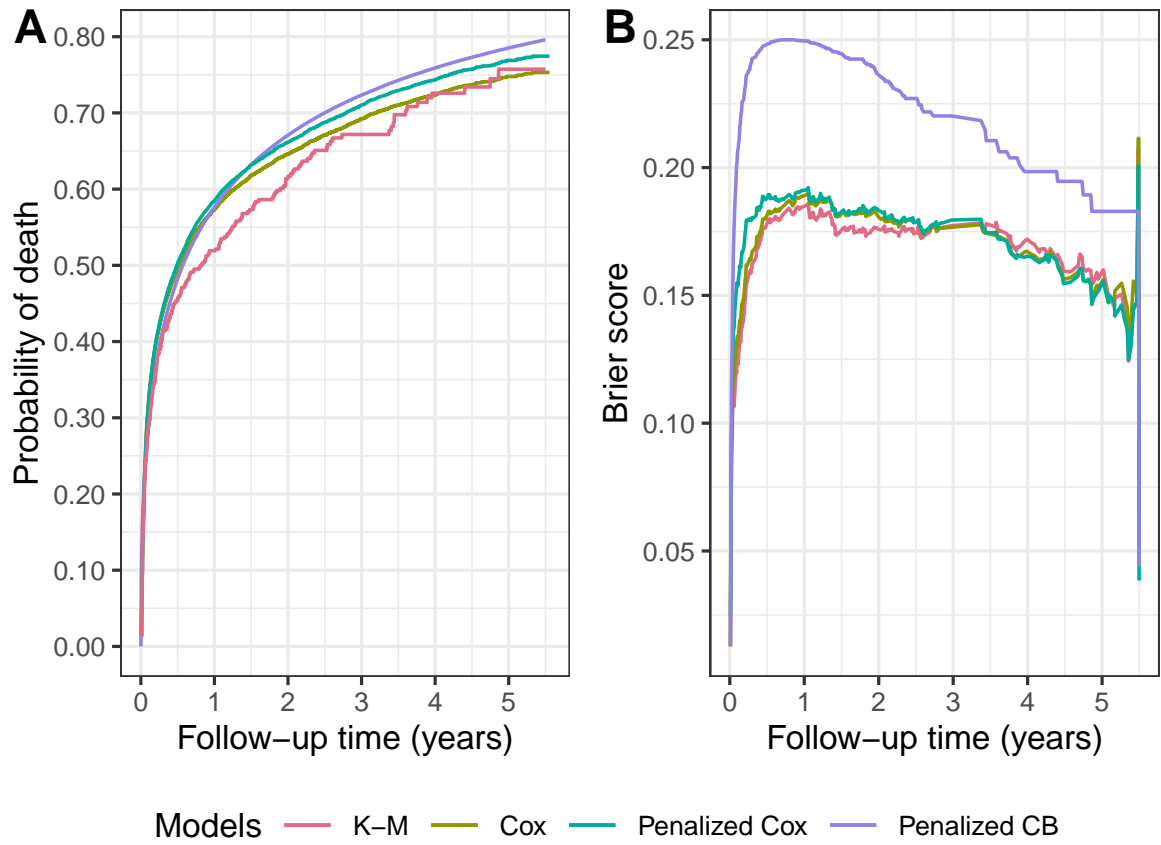 A
B
Probability of death
0.80
0.70
0.60
0.50
0.40
0.30
0.20
0.10
0.00
0 1 2 3 4 5
Follow−up time (years)
Brier score
0.25
0.20
0.15
0.10
0.05
0 1 2 3 4 5
Follow−up time (years)
Models K−M Cox Penalized Cox Penalized CB